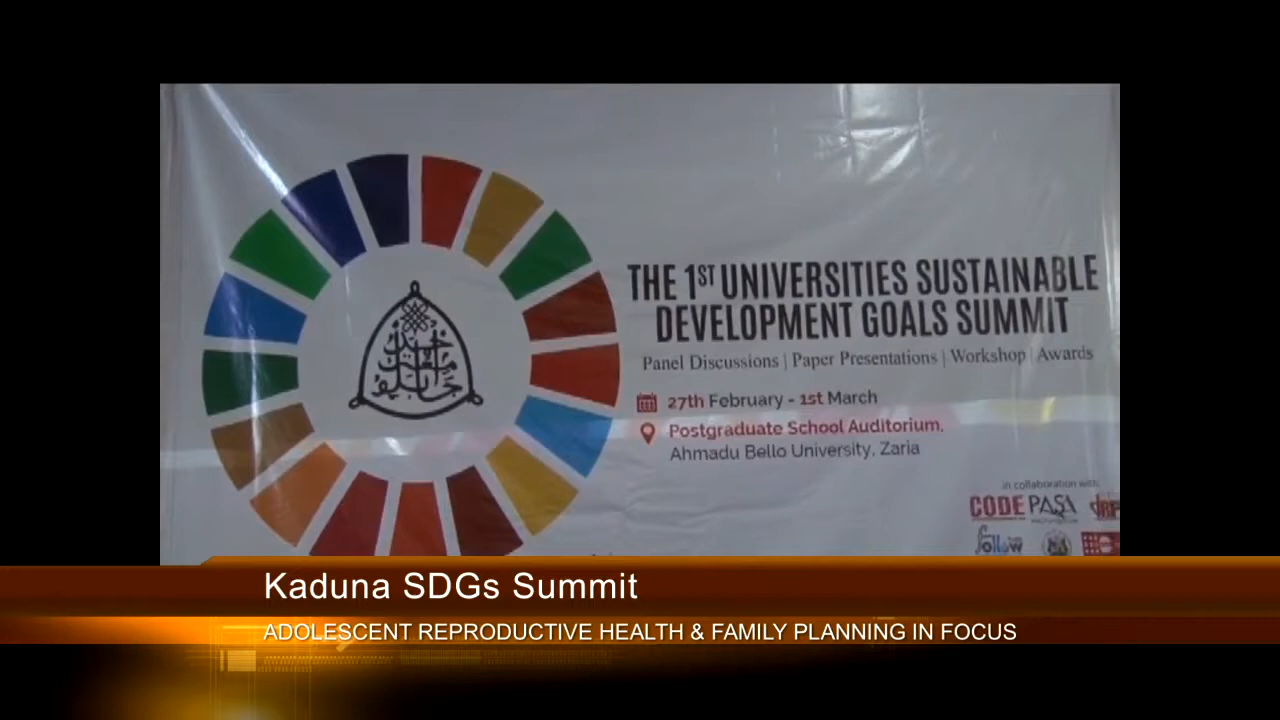 THE 1ST UNIVERSITIES SUSTAINABLE
DEVELOPMENT GOALS SUMMIT
Panel Discussions | Paper Presentations | Workshop | Awards
27th February - 1st March
Postgraduate School Auditorium,
Ahmadu Bello University, Zaria
in collaboration with:
CODE PASA
follow
Kaduna SDGs Summit
ADOLESCENT REPRODUCTIVE HEALTH & FAMILY PLANNING IN FOCUS